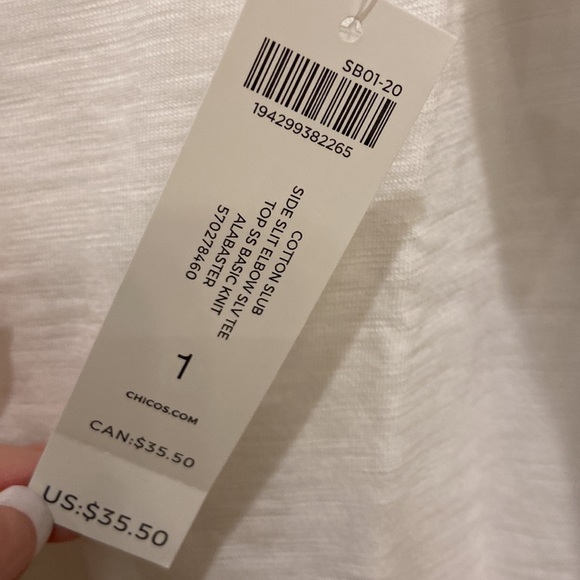 SB01-20
194299382265
COTTON SLUB
SIDE SLIT ELBOW SLV TEE
TOP SS BASIC KNIT
ALABASTER
570278460
1
CHICOS.COM
CAN:$35.50
US:$35.50